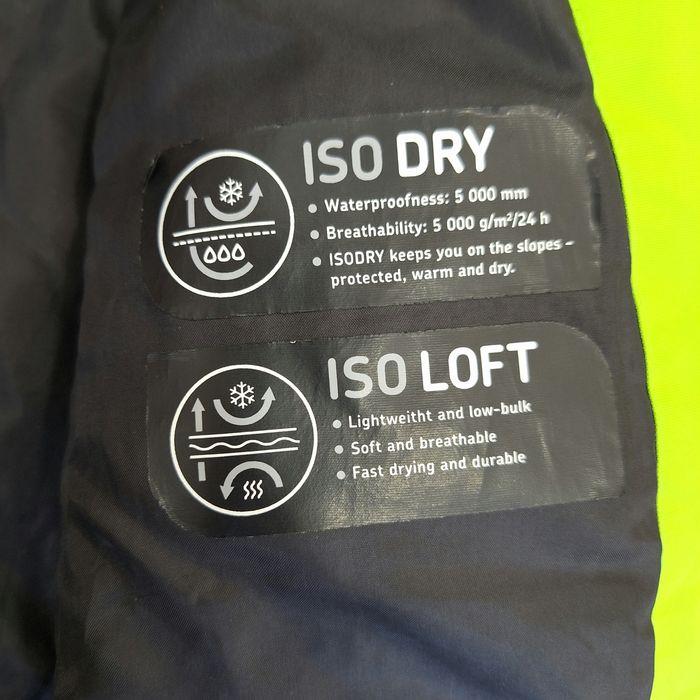 ISO DRY
• Waterproofness: 5 000 mm
• Breathability: 5 000 g/m²/24 h
• ISODRY keeps you on the slopes -
protected, warm and dry.
ISO LOFT
• Lightweitht and low-bulk
• Soft and breathable
• Fast drying and durable